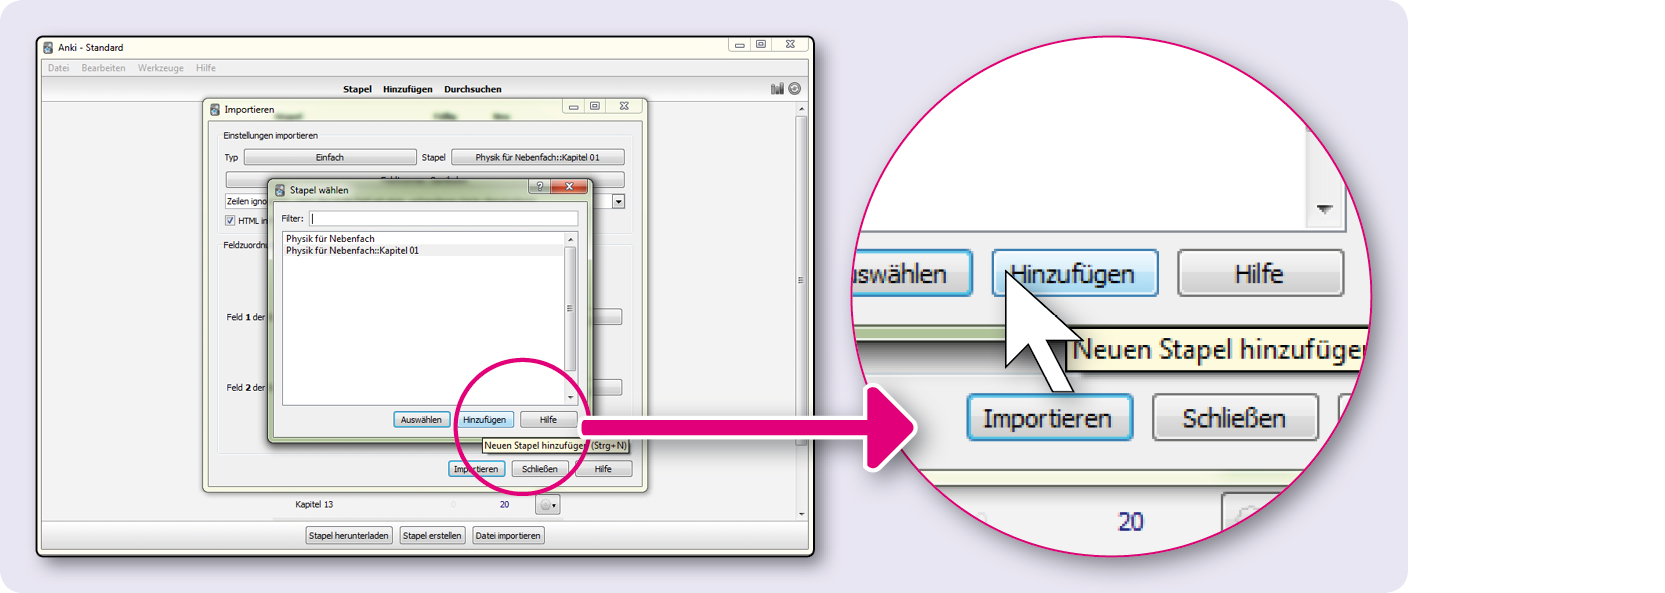 Anki - Standard
Datei Bearbeiten Werkzeuge Hilfe
Stapel Hinzufügen Durchsuchen
Importieren
Einstellungen importieren
Typ Einfach Stapel Physik für Nebenfach::Kapitel 01
Stapel wählen
Zeilen igno
Filter:
HTML in
Physik für Nebenfach
Feldzuordnu
Physik für Nebenfach::Kapitel 01
Feld 1 der
Feld 2 der
Auswählen Hinzufügen Hilfe
Neuen Stapel hinzufügen (Strg+N)
Importieren Schließen Hilfe
Kapitel 13 20
Stapel herunterladen Stapel erstellen Datei importieren
uswählen Hinzufügen Hilfe
Neuen Stapel hinzufügen
Importieren Schließen
20